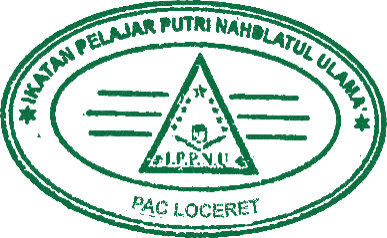 IKATAN PELAJAR PUTRI NAHDLATUL ULAMA'
I.P.P.N.U
PAC LOCERET